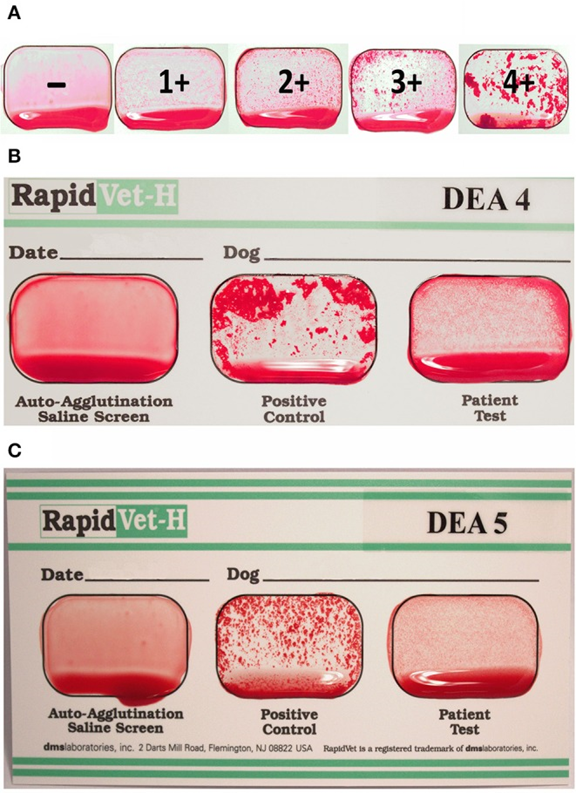 A
– 1+ 2+ 3+ 4+
B
RapidVet-H DEA 4
Date Dog
Auto-Agglutination Saline Screen
Positive Control
Patient Test
C
RapidVet-H DEA 5
Date Dog
Auto-Agglutination Saline Screen
Positive Control
Patient Test
dmslaboratories, inc. 2 Darts Mill Road, Flemington, NJ 08822 USA RapidVet is a registered trademark of dmslaboratories, inc.